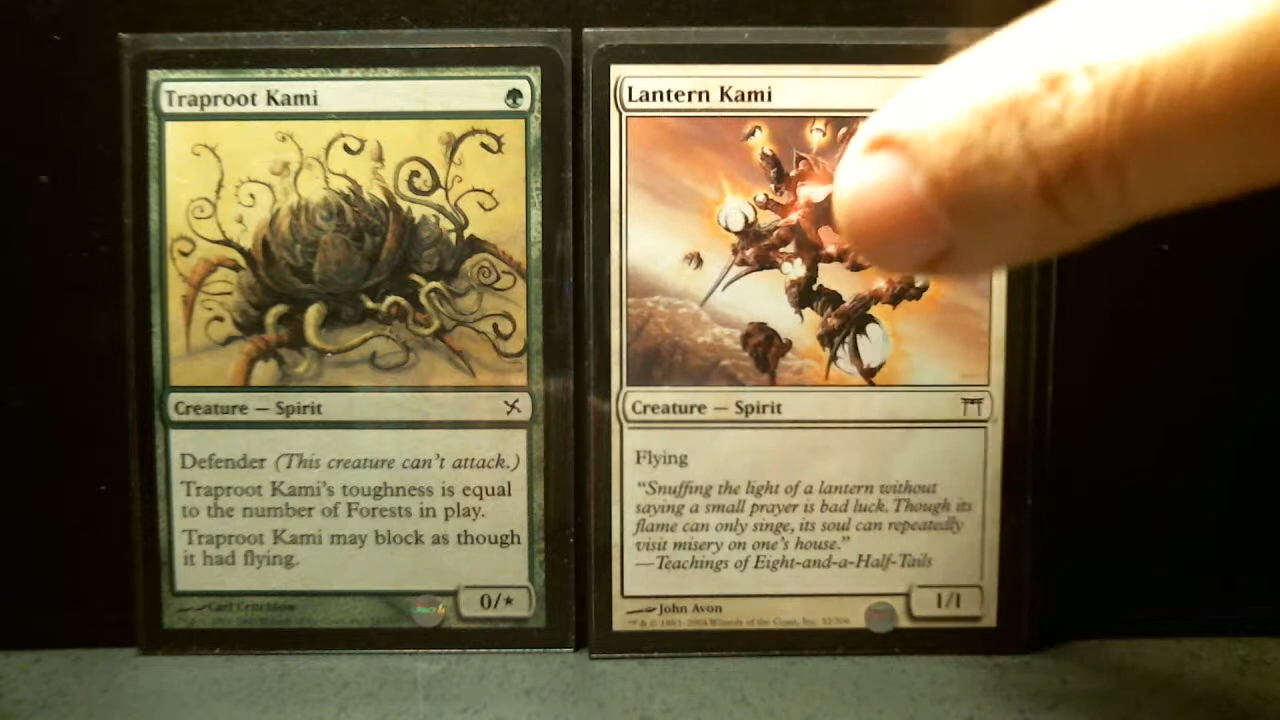 Traproot Kami
Creature — Spirit
Defender (This creature can't attack.)
Traproot Kami's toughness is equal
to the number of Forests in play.
Traproot Kami may block as though
it had flying.
Carl Critchlow
0/★
Lantern Kami
Creature — Spirit
Flying
"Snuffing the light of a lantern without
saying a small prayer is bad luck. Though its
flame can only singe, its soul can repeatedly
visit misery on one's house."
—Teachings of Eight-and-a-Half-Tails
John Avon
1/1